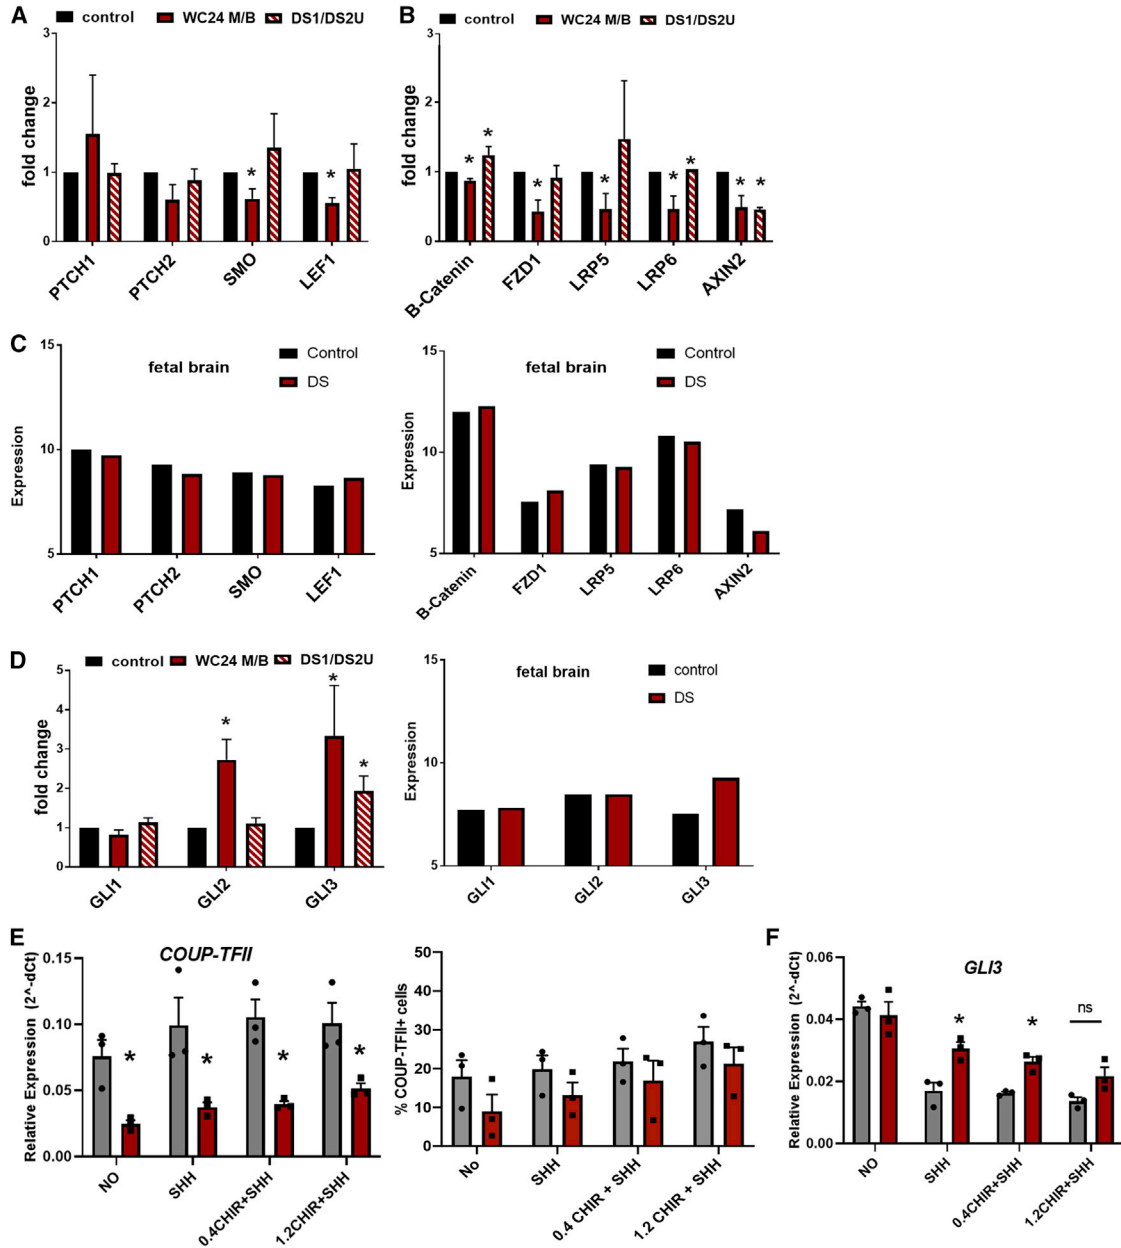 A
control WC24 M/B DS1/DS2U
fold change
3
2
1
0
PTCH1 PTCH2 SMO LEF1
* *
B
control WC24 M/B DS1/DS2U
fold change
3
2
1
0
B-Catenin FZD1 LRP5 LRP6 AXIN2
* * * * * * * *
C
fetal brain
Control
DS
Expression
15
10
5
PTCH1 PTCH2 SMO LEF1
fetal brain
Control
DS
Expression
15
10
5
B-Catenin FZD1 LRP5 LRP6 AXIN2
D
control WC24 M/B DS1/DS2U
fold change
5
4
3
2
1
0
GLI1 GLI2 GLI3
* * *
fetal brain
control
DS
Expression
15
10
5
GLI1 GLI2 GLI3
E
COUP-TFII
Relative Expression (2^-dCt)
0.15
0.10
0.05
0.00
NO SHH 0.4CHIR+SHH 1.2CHIR+SHH
* * * *
% COUP-TFII+ cells
50
40
30
20
10
0
No SHH 0.4 CHIR + SHH 1.2 CHIR + SHH
F
GLI3
Relative Expression (2^-dCt)
0.06
0.04
0.02
0.00
NO SHH 0.4CHIR+SHH 1.2CHIR+SHH
* * ns